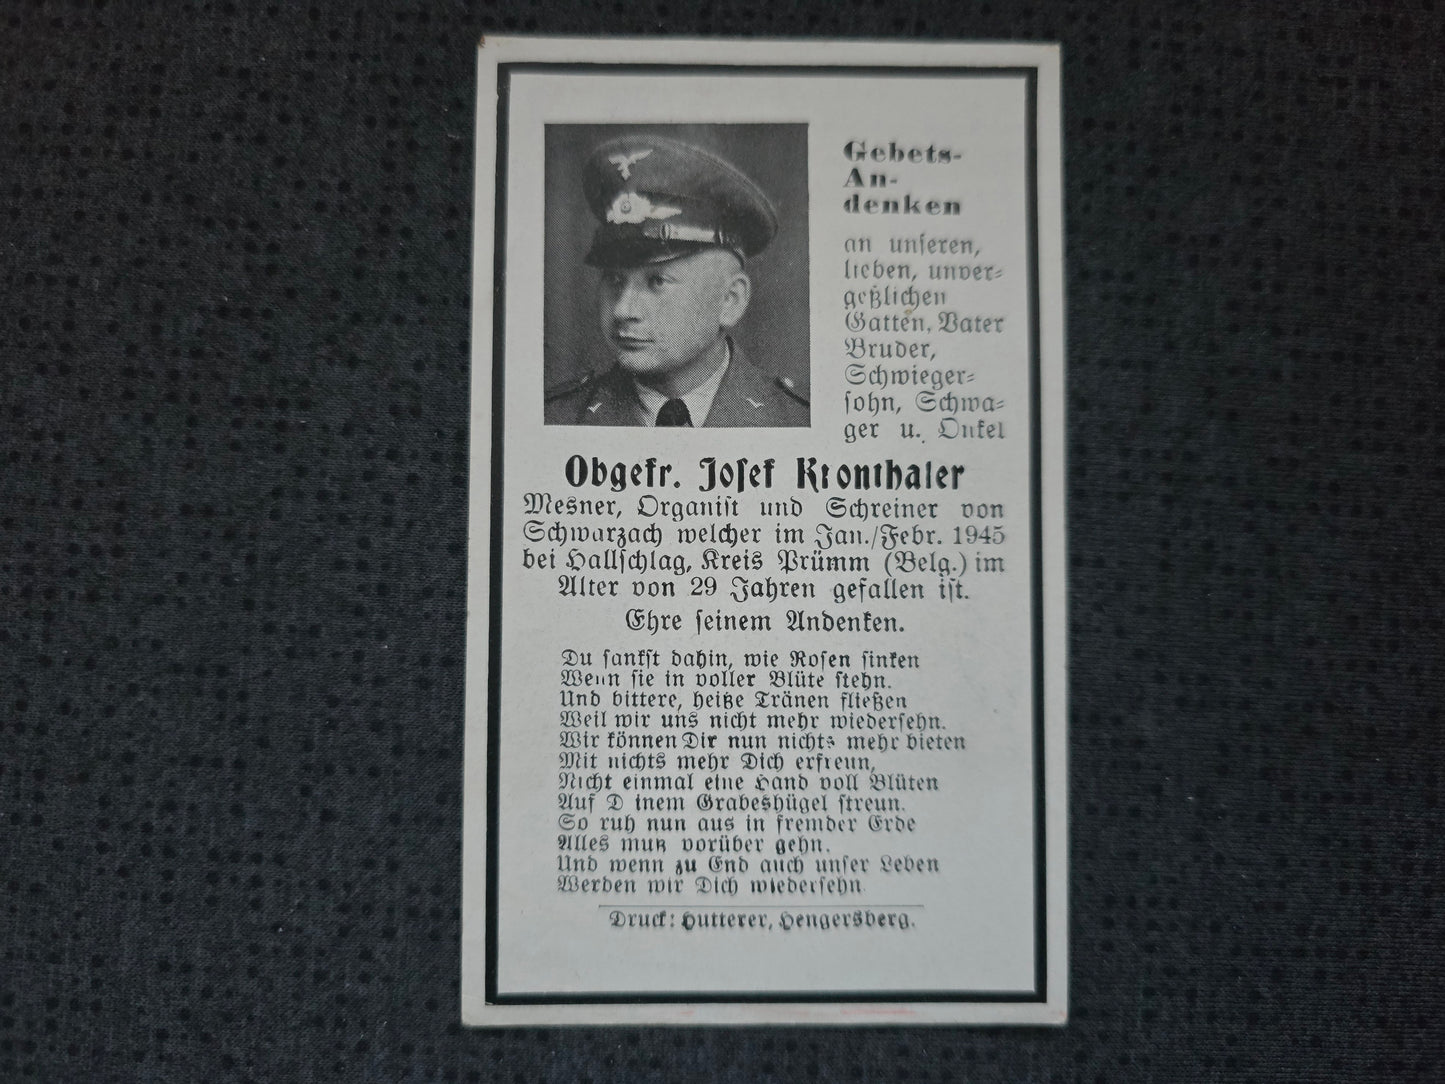 Gebets-
An-
denken
an unseren,
lieben, unver-
geßlichen
Gatten, Vater
Bruder,
Schwieger-
sohn, Schwa-
ger u. Onkel
Obgefr. Josef Kronthaler
Mesner, Organist und Schreiner von
Schwarzach welcher im Jan./Febr. 1945
bei Hallschlag, Kreis Prümm (Belg.) im
Alter von 29 Jahren gefallen ist.
Ehre seinem Andenken.
Du sankst dahin, wie Rosen sinken
Wenn sie in voller Blüte stehn.
Und bittere, heiße Tränen fließen
Weil wir uns nicht mehr wiedersehn.
Wir können Dir nun nichts mehr bieten
Mit nichts mehr Dich erfreun,
Nicht einmal eine Hand voll Blüten
Auf D inem Grabeshügel streun.
So ruh nun aus in fremder Erde
Alles muß vorüber gehn.
Und wenn zu End auch unser Leben
Werden wir Dich wiedersehn.
Druck: Hutterer, Hengersberg.